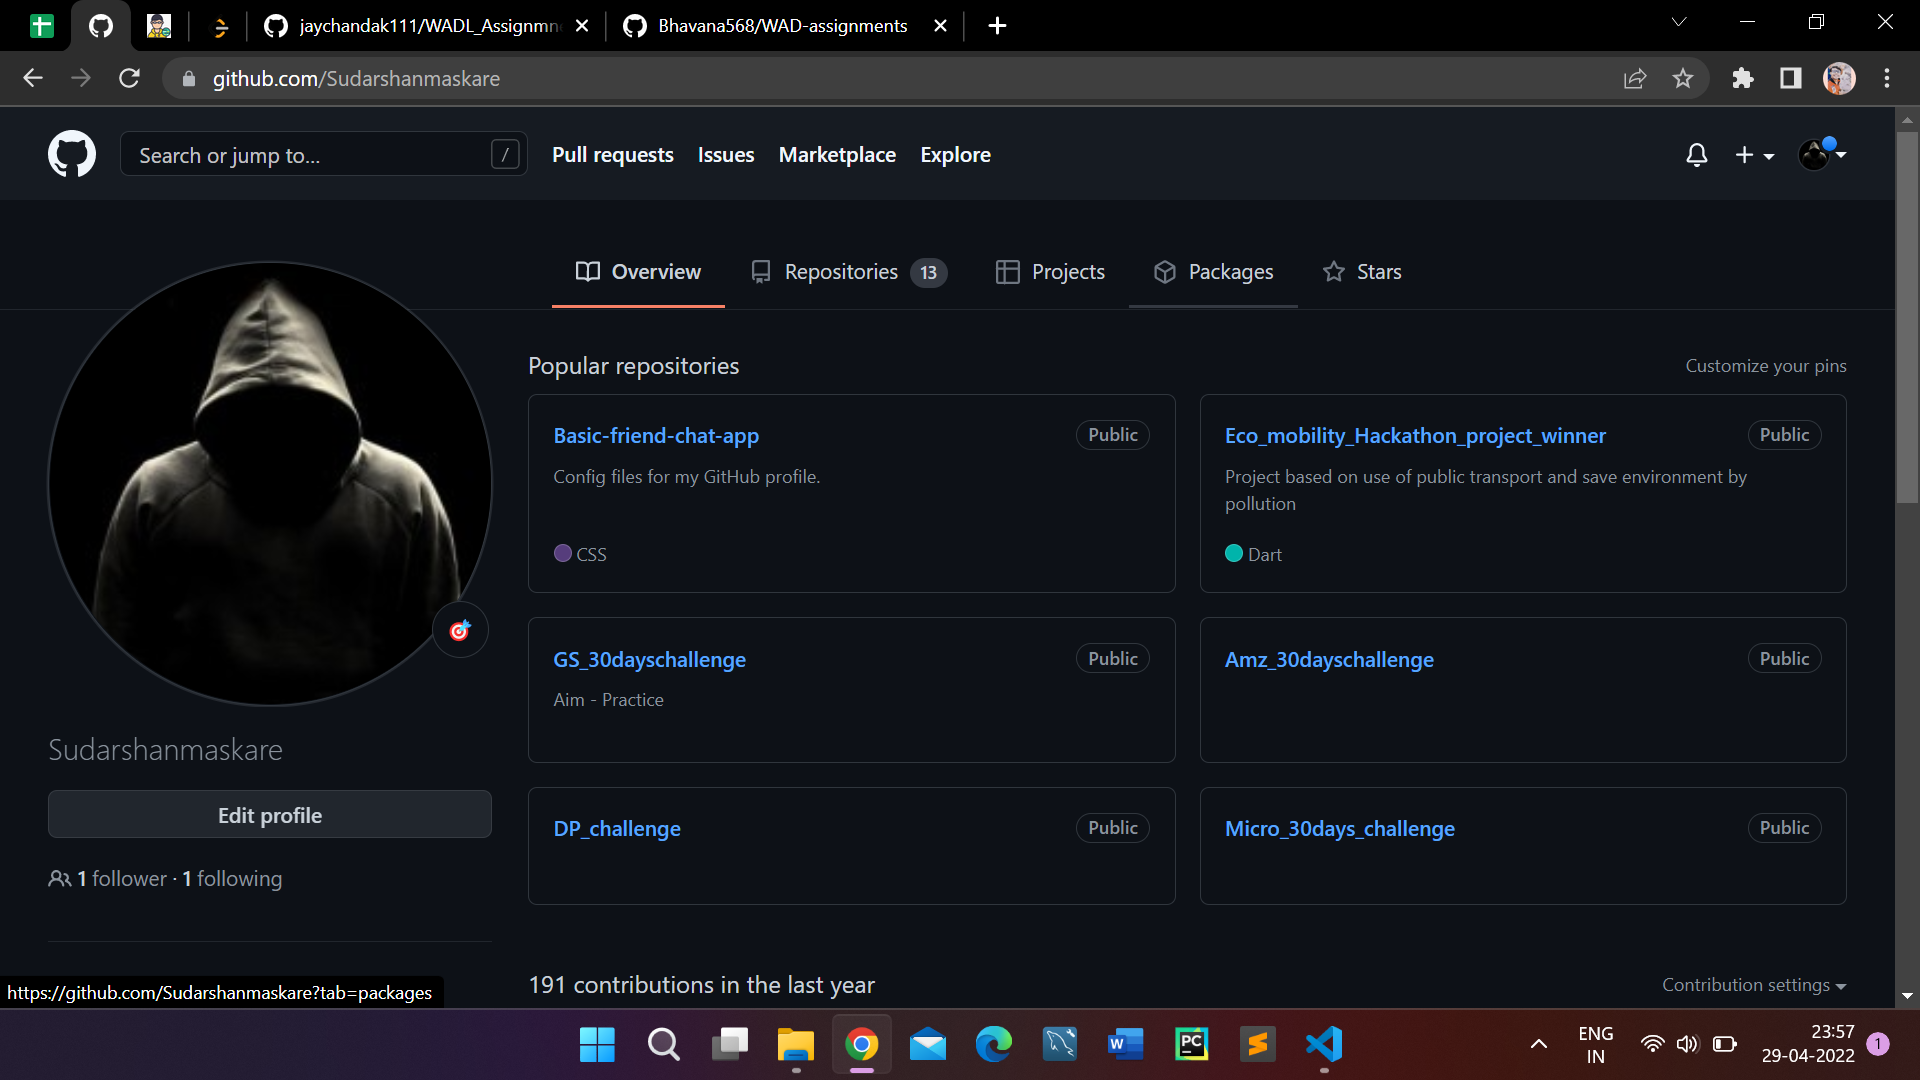 jaychandak111/WADL_Assignmn
Bhavana568/WAD-assignments
github.com/Sudarshanmaskare
Search or jump to... /
Pull requests Issues Marketplace Explore
Overview Repositories 13 Projects Packages Stars
Popular repositories Customize your pins
Basic-friend-chat-app Public
Config files for my GitHub profile.
CSS
Eco_mobility_Hackathon_project_winner Public
Project based on use of public transport and save environment by
pollution
Dart
GS_30dayschallenge Public
Aim - Practice
Amz_30dayschallenge Public
DP_challenge Public
Micro_30days_challenge Public
Sudarshanmaskare
Edit profile
1 follower · 1 following
191 contributions in the last year Contribution settings
https://github.com/Sudarshanmaskare?tab=packages
W
PC
ENG
IN
23:57
29-04-2022
1